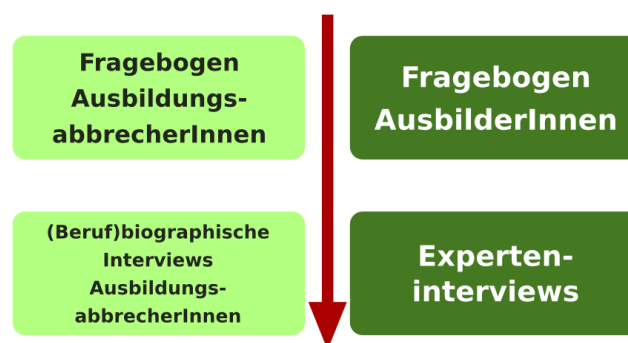 Fragebogen
Ausbildungs-
abbrecherInnen
Fragebogen
AusbilderInnen
(Beruf)biographische
Interviews
Ausbildungs-
abbrecherInnen
Experten-
interviews